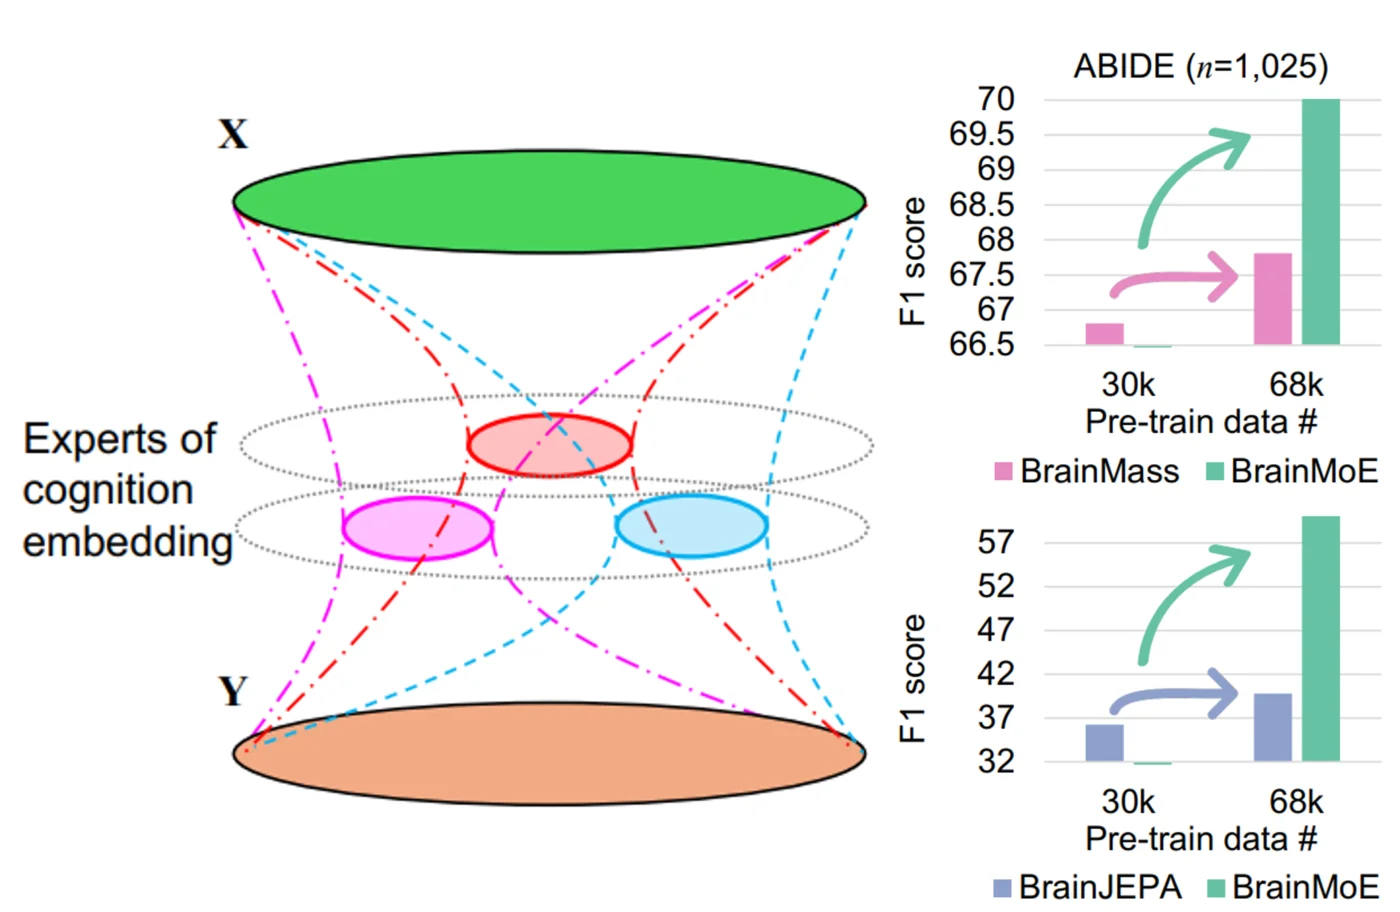 X
Experts of
cognition
embedding
Y
ABIDE (n=1,025)
F1 score
70
69.5
69
68.5
68
67.5
67
66.5
30k 68k
Pre-train data #
BrainMass BrainMoE
F1 score
57
52
47
42
37
32
30k 68k
Pre-train data #
BrainJEPA BrainMoE